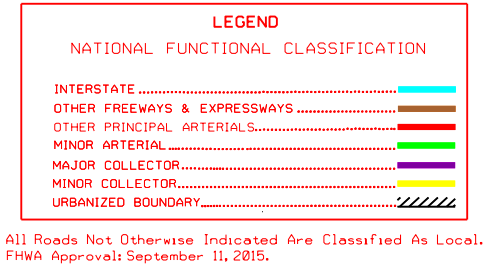 LEGEND
NATIONAL FUNCTIONAL CLASSIFICATION
INTERSTATE
OTHER FREEWAYS & EXPRESSWAYS
OTHER PRINCIPAL ARTERIALS
MINOR ARTERIAL
MAJOR COLLECTOR
MINOR COLLECTOR
URBANIZED BOUNDARY
All Roads Not Otherwise Indicated Are Classified As Local.
FHWA Approval: September 11, 2015.